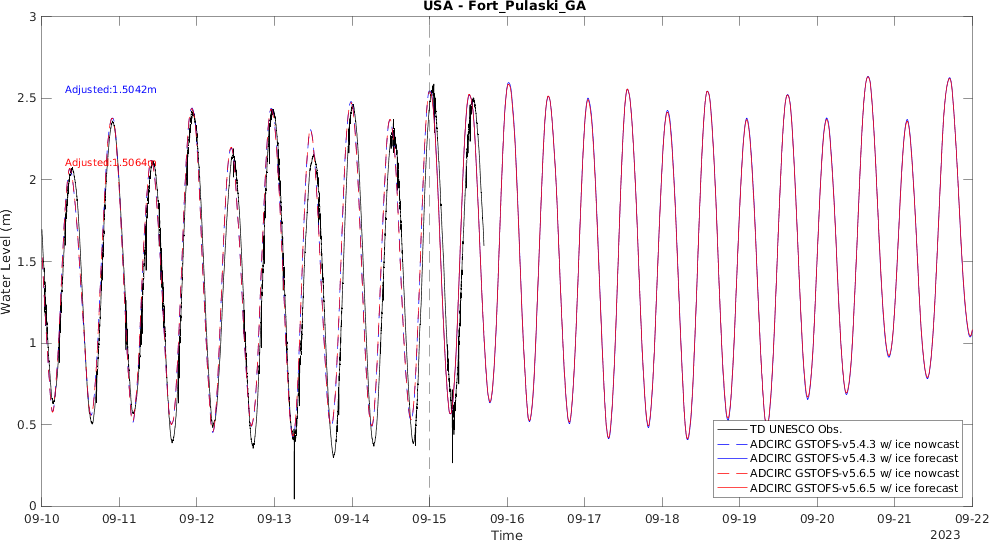 USA - Fort_Pulaski_GA
3
2.5
2
1.5
1
0.5
0
Water Level (m)
Adjusted:1.5042m
Adjusted:1.5064m
TD UNESCO Obs.
ADCIRC GSTOFS-v5.4.3 w/ ice nowcast
ADCIRC GSTOFS-v5.4.3 w/ ice forecast
ADCIRC GSTOFS-v5.6.5 w/ ice nowcast
ADCIRC GSTOFS-v5.6.5 w/ ice forecast
09-10 09-11 09-12 09-13 09-14 09-15 09-16 09-17 09-18 09-19 09-20 09-21 09-22
Time
2023